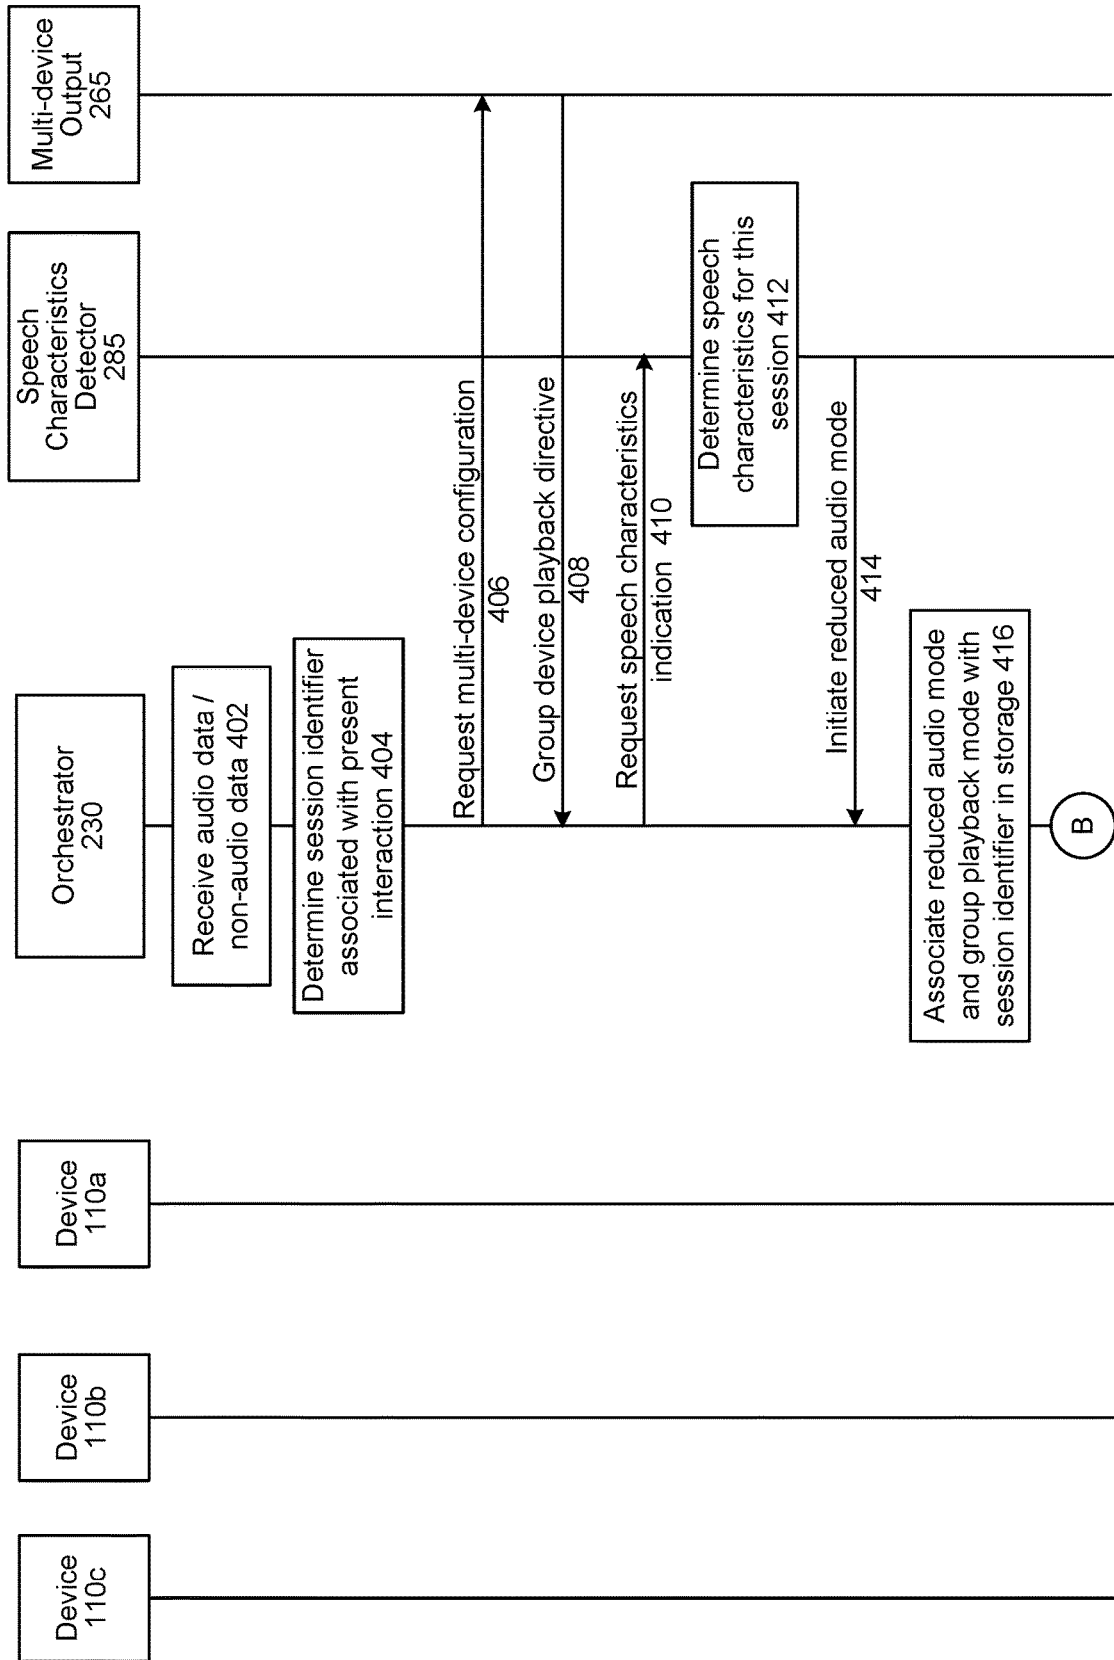 Device
110c
Device
110b
Device
110a
Orchestrator
230
Speech
Characteristics
Detector
285
Multi-device
Output
265
Receive audio data /
non-audio data 402
Determine session identifier
associated with present
interaction 404
Request multi-device configuration
406
Group device playback directive
408
Request speech characteristics
indication 410
Determine speech
characteristics for this
session 412
Initiate reduced audio mode
414
Associate reduced audio mode
and group playback mode with
session identifier in storage 416
B